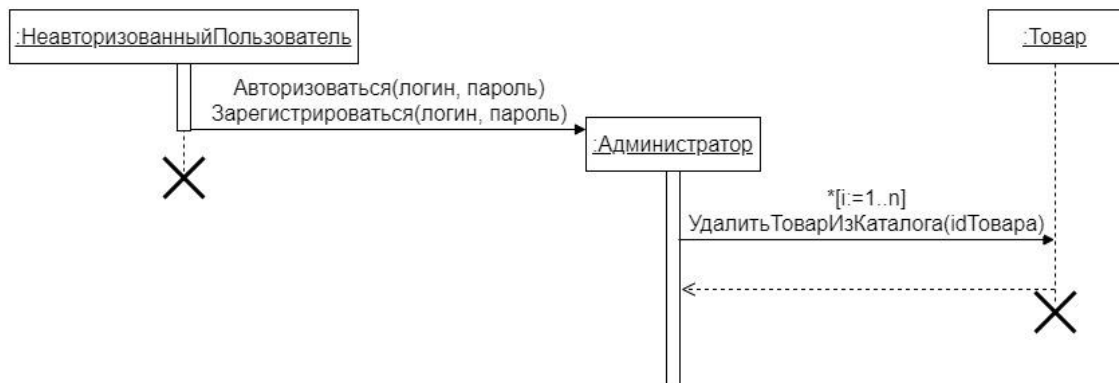 :НеавторизованныйПользователь
:Товар
Авторизоваться(логин, пароль)
Зарегистрироваться(логин, пароль)
:Администратор
*[i:=1..n]
УдалитьТоварИзКаталога(idТовара)